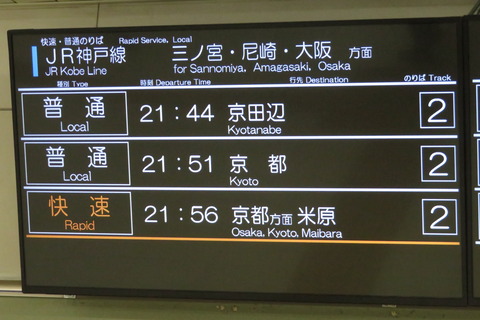 快速・普通のりば Rapid Service, Local
JR神戸線 三ノ宮・尼崎・大阪 方面
JR Kobe Line for Sannomiya, Amagasaki, Osaka
種別 Type 時刻 Departure Time 行先 Destination のりば Track
普通 21:44 京田辺 2
Local Kyotanabe
普通 21:51 京都 2
Local Kyoto
快速 21:56 京都方面 米原 2
Rapid Osaka, Kyoto, Maibara